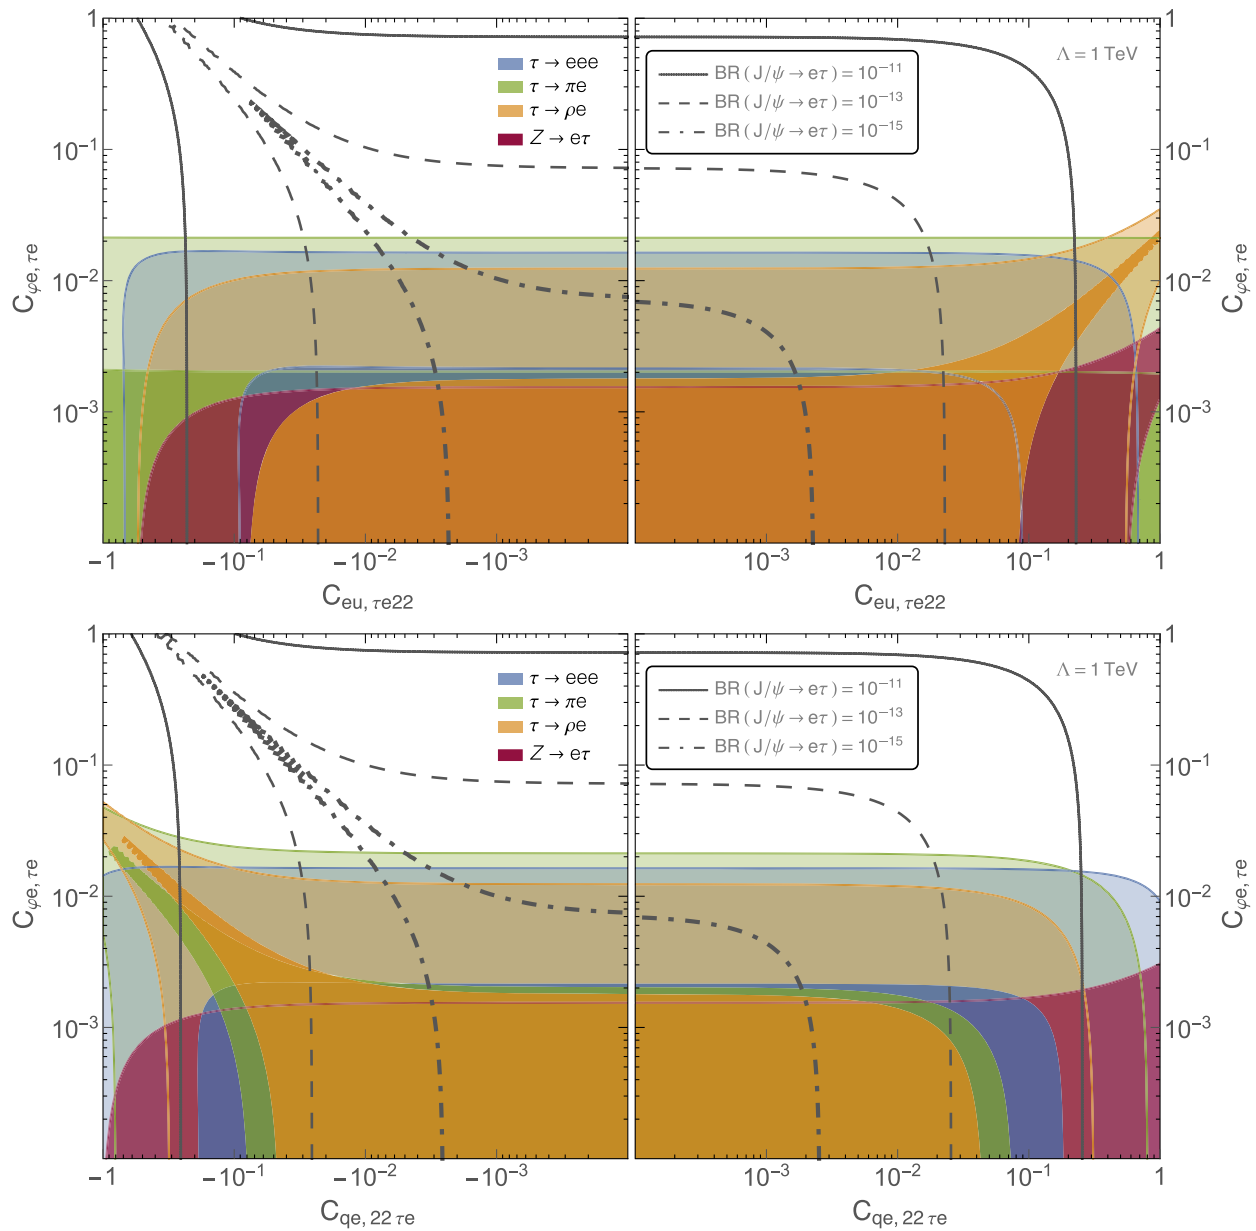 1
10⁻¹
10⁻²
10⁻³
C_φe, τe
τ → eee
τ → πe
τ → ρe
Z → eτ
BR ( J/ψ → eτ ) = 10⁻¹¹
BR ( J/ψ → eτ ) = 10⁻¹³
BR ( J/ψ → eτ ) = 10⁻¹⁵
Λ = 1 TeV
1
10⁻¹
10⁻²
10⁻³
C_φe, τe
−1 −10⁻¹ −10⁻² −10⁻³ 10⁻³ 10⁻² 10⁻¹ 1
C_eu, τe22 C_eu, τe22
1
10⁻¹
10⁻²
10⁻³
C_φe, τe
τ → eee
τ → πe
τ → ρe
Z → eτ
BR ( J/ψ → eτ ) = 10⁻¹¹
BR ( J/ψ → eτ ) = 10⁻¹³
BR ( J/ψ → eτ ) = 10⁻¹⁵
Λ = 1 TeV
1
10⁻¹
10⁻²
10⁻³
C_φe, τe
−1 −10⁻¹ −10⁻² −10⁻³ 10⁻³ 10⁻² 10⁻¹ 1
C_qe, 22 τe C_qe, 22 τe